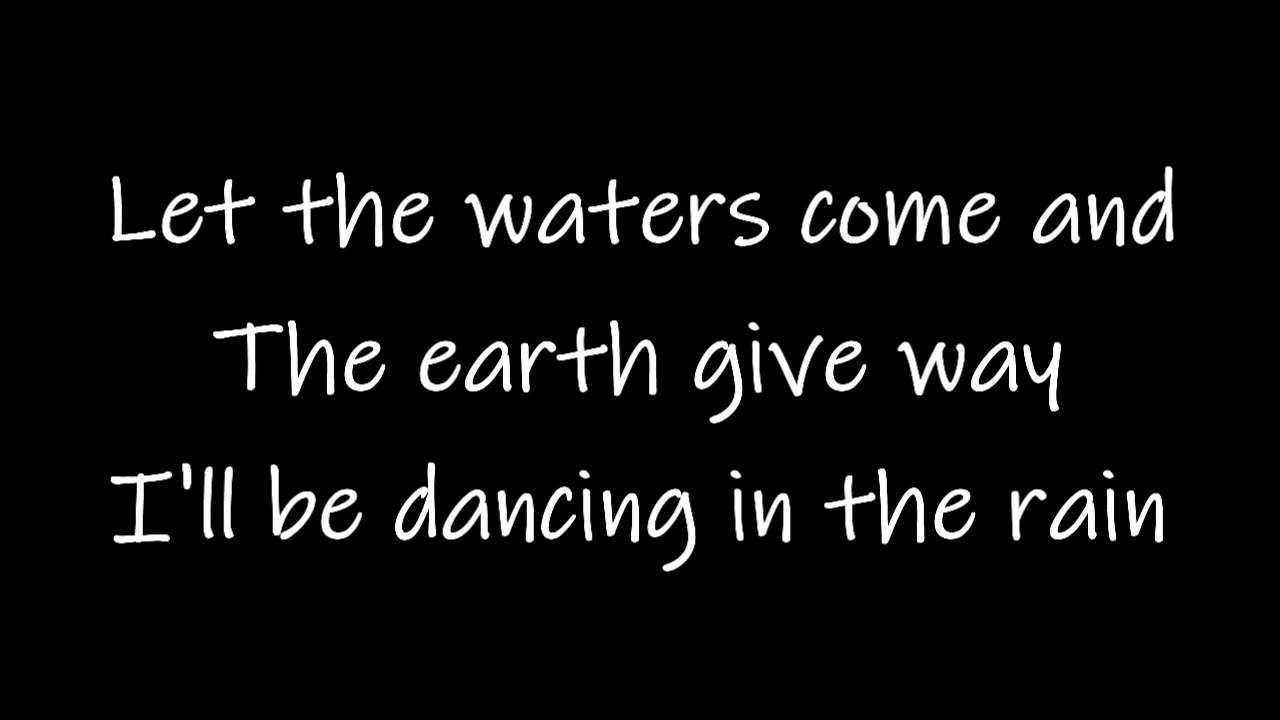 Let the waters come and
The earth give way
I'll be dancing in the rain